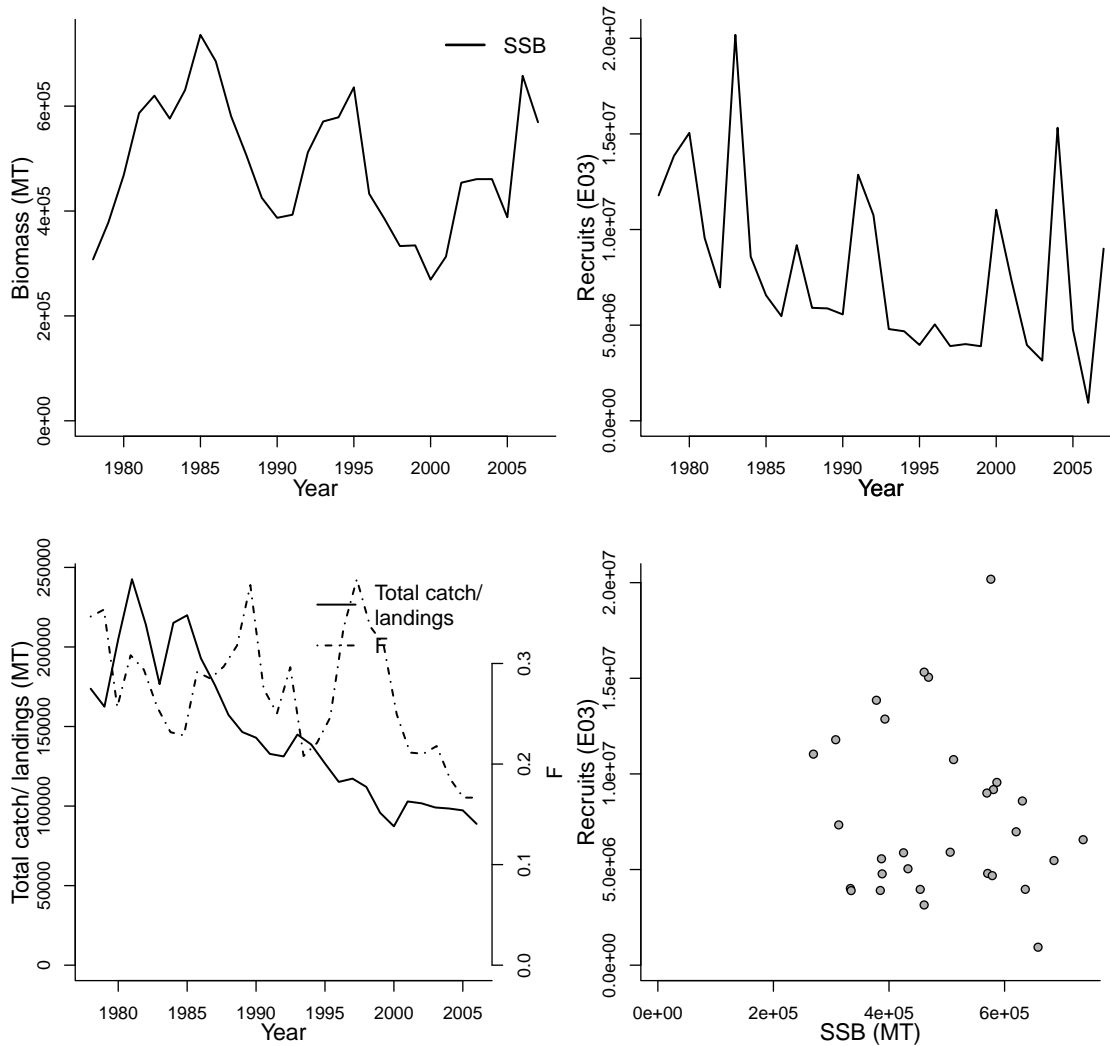 SSB
Biomass (MT)
0e+00
2e+05
4e+05
6e+05
1980
1985
1990
1995
2000
2005
Year
Recruits (E03)
0.0e+00
5.0e+06
1.0e+07
1.5e+07
2.0e+07
1980
1985
1990
1995
2000
2005
Year
Total catch/
landings
F
Total catch/ landings (MT)
0
50000
100000
150000
200000
250000
F
0.0
0.1
0.2
0.3
1980
1985
1990
1995
2000
2005
Year
Recruits (E03)
0.0e+00
5.0e+06
1.0e+07
1.5e+07
2.0e+07
0e+00
2e+05
4e+05
6e+05
SSB (MT)